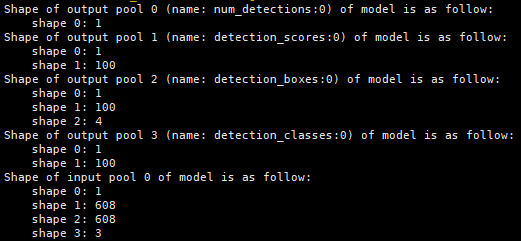 Shape of output pool 0 (name: num_detections:0) of model is as follow:
shape 0: 1
Shape of output pool 1 (name: detection_scores:0) of model is as follow:
shape 0: 1
shape 1: 100
Shape of output pool 2 (name: detection_boxes:0) of model is as follow:
shape 0: 1
shape 1: 100
shape 2: 4
Shape of output pool 3 (name: detection_classes:0) of model is as follow:
shape 0: 1
shape 1: 100
Shape of input pool 0 of model is as follow:
shape 0: 1
shape 1: 608
shape 2: 608
shape 3: 3